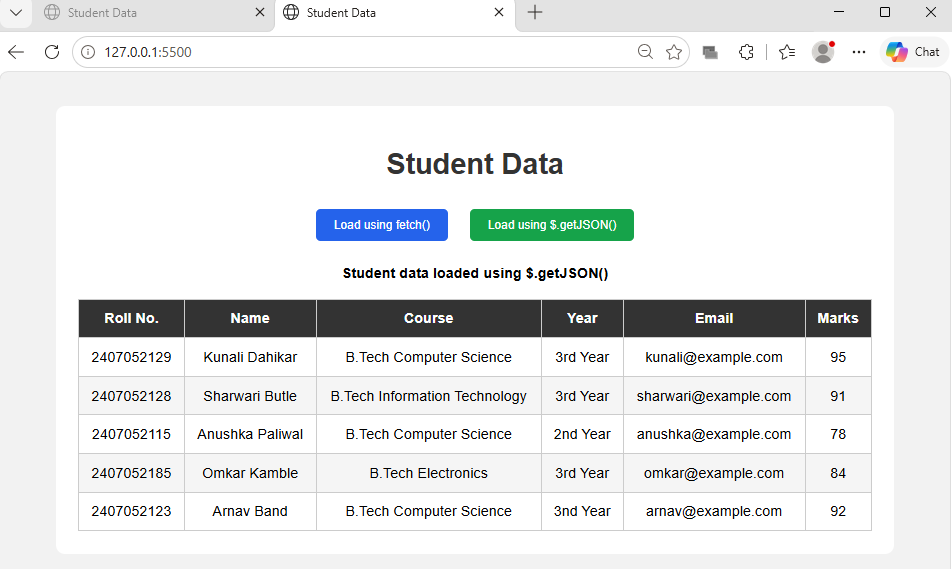 Student Data
Student Data
127.0.0.1:5500
Chat
Student Data
Load using fetch() Load using $.getJSON()
Student data loaded using $.getJSON()
Roll No. Name Course Year Email Marks
2407052129 Kunali Dahikar B.Tech Computer Science 3rd Year kunali@example.com 95
2407052128 Sharwari Butle B.Tech Information Technology 3rd Year sharwari@example.com 91
2407052115 Anushka Paliwal B.Tech Computer Science 2nd Year anushka@example.com 78
2407052185 Omkar Kamble B.Tech Electronics 3rd Year omkar@example.com 84
2407052123 Arnav Band B.Tech Computer Science 3nd Year arnav@example.com 92